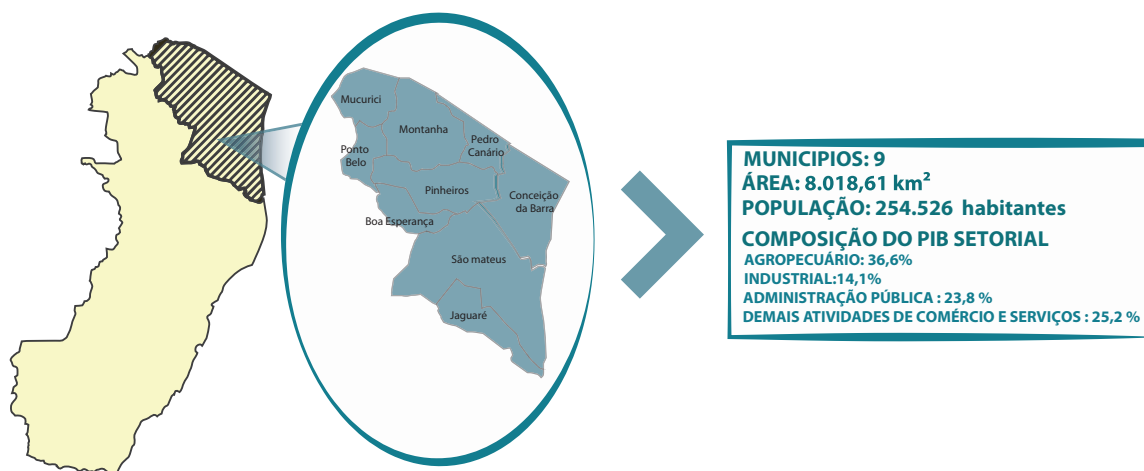 Mucurici
Montanha
Pedro
Canário
Ponto
Belo
Pinheiros
Conceição
da Barra
Boa Esperança
São mateus
Jaguaré
MUNICIPIOS: 9
ÁREA: 8.018,61 km²
POPULAÇÃO: 254.526 habitantes
COMPOSIÇÃO DO PIB SETORIAL
AGROPECUÁRIO: 36,6%
INDUSTRIAL:14,1%
ADMINISTRAÇÃO PÚBLICA : 23,8 %
DEMAIS ATIVIDADES DE COMÉRCIO E SERVIÇOS : 25,2 %